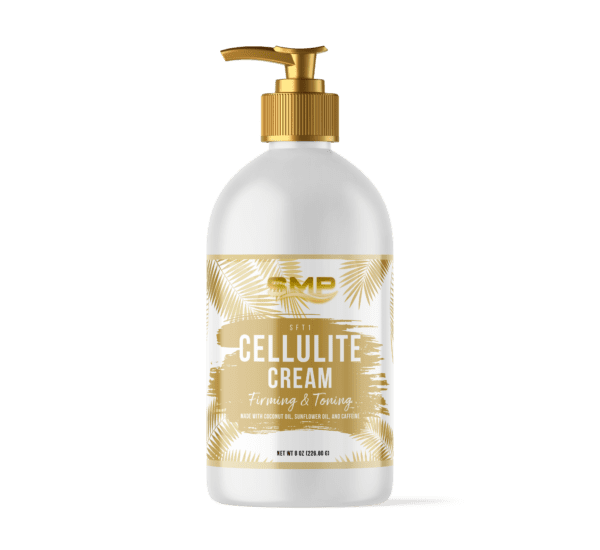 SMP
SFT1
CELLULITE
CREAM
Firming & Toning
MADE WITH COCONUT OIL, SUNFLOWER OIL, AND CAFFEINE
NET WT 8 OZ (226.80 G)